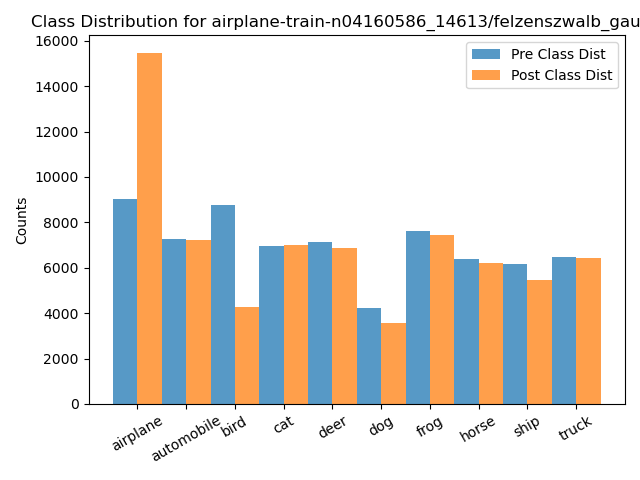 Class Distribution for airplane-train-n04160586_14613/felzenszwalb_gau
Pre Class Dist
Post Class Dist
Counts
16000
14000
12000
10000
8000
6000
4000
2000
0
airplane
automobile
bird
cat
deer
dog
frog
horse
ship
truck